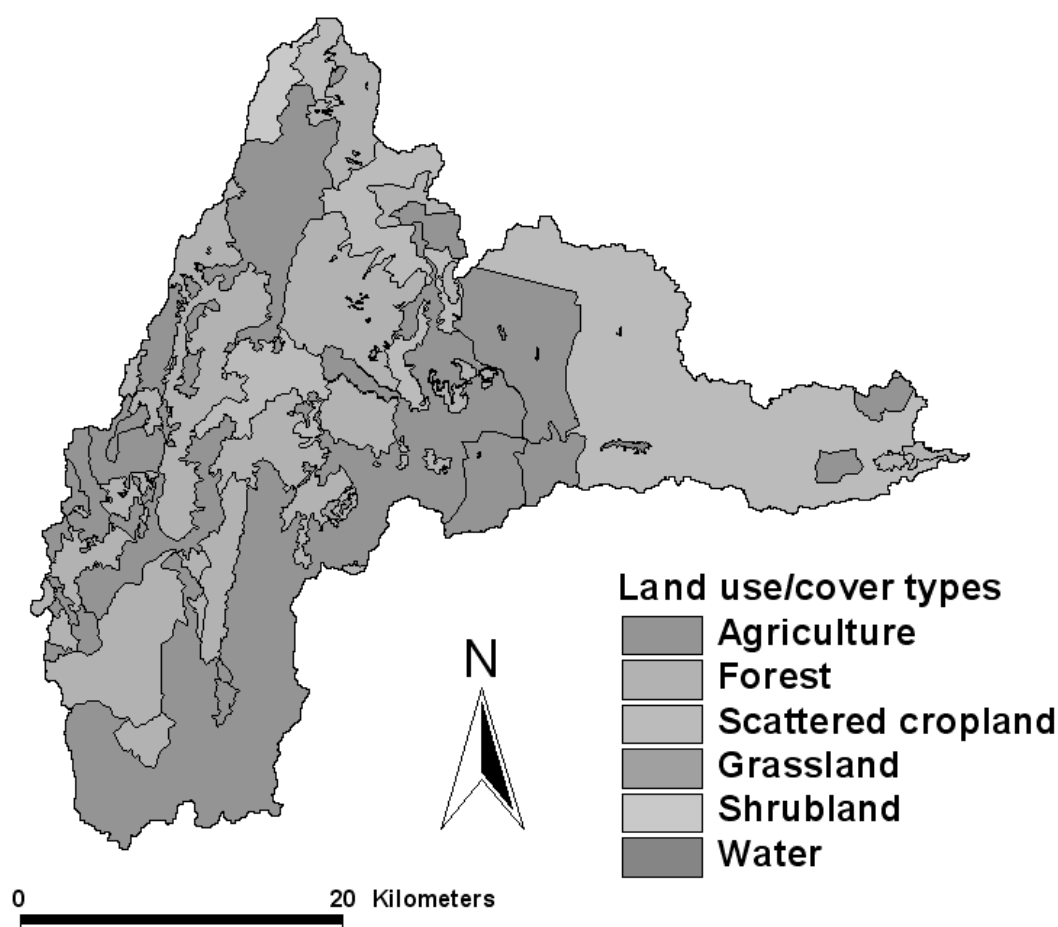 Land use/cover types
Agriculture
N
Forest
Scattered cropland
Grassland
Shrubland
Water
0 20 Kilometers